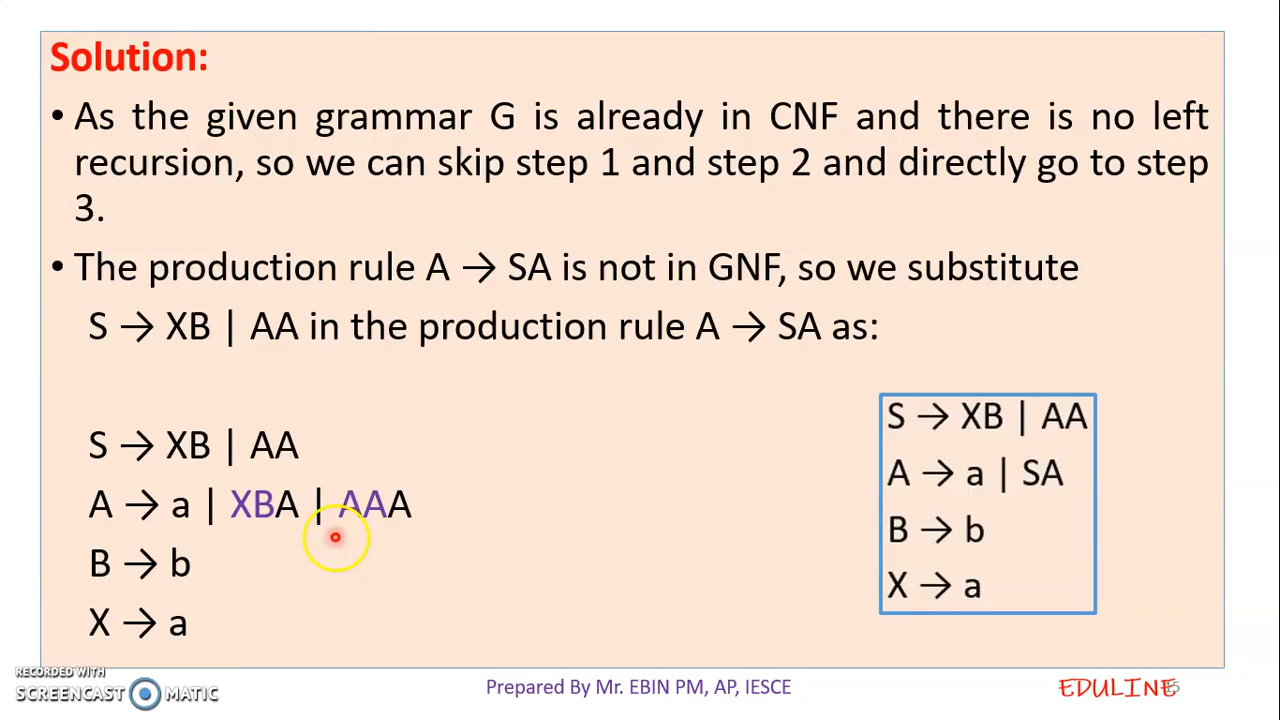 Solution:
• As the given grammar G is already in CNF and there is no left
recursion, so we can skip step 1 and step 2 and directly go to step
3.
• The production rule A → SA is not in GNF, so we substitute
S → XB | AA in the production rule A → SA as:
S → XB | AA
A → a | XBA | AAA
B → b
X → a
S → XB | AA
A → a | SA
B → b
X → a
RECORDED WITH
SCREENCAST MATIC
Prepared By Mr. EBIN PM, AP, IESCE
EDULINE